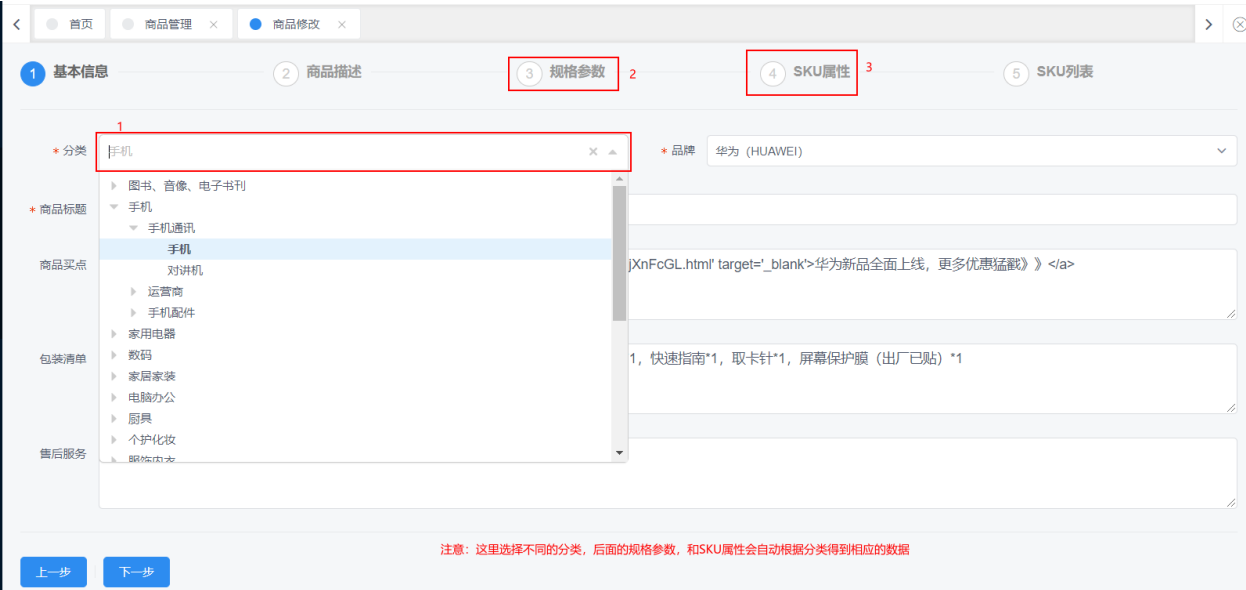 首页 商品管理 商品修改
1 基本信息 2 商品描述 3 规格参数 2 4 SKU属性 3 5 SKU列表
1
* 分类 手机 * 品牌 华为（HUAWEI）
图书、音像、电子书刊
手机
* 商品标题
手机通讯
手机
商品买点 jXnFcGL.html' target='_blank'>华为新品全面上线，更多优惠猛戳》》</a>
对讲机
运营商
手机配件
家用电器
包装清单 1，快速指南*1，取卡针*1，屏幕保护膜（出厂已贴）*1
数码
家居家装
电脑办公
厨具
个护化妆
售后服务
服饰内衣
注意：这里选择不同的分类，后面的规格参数，和SKU属性会自动根据分类得到相应的数据
上一步 下一步